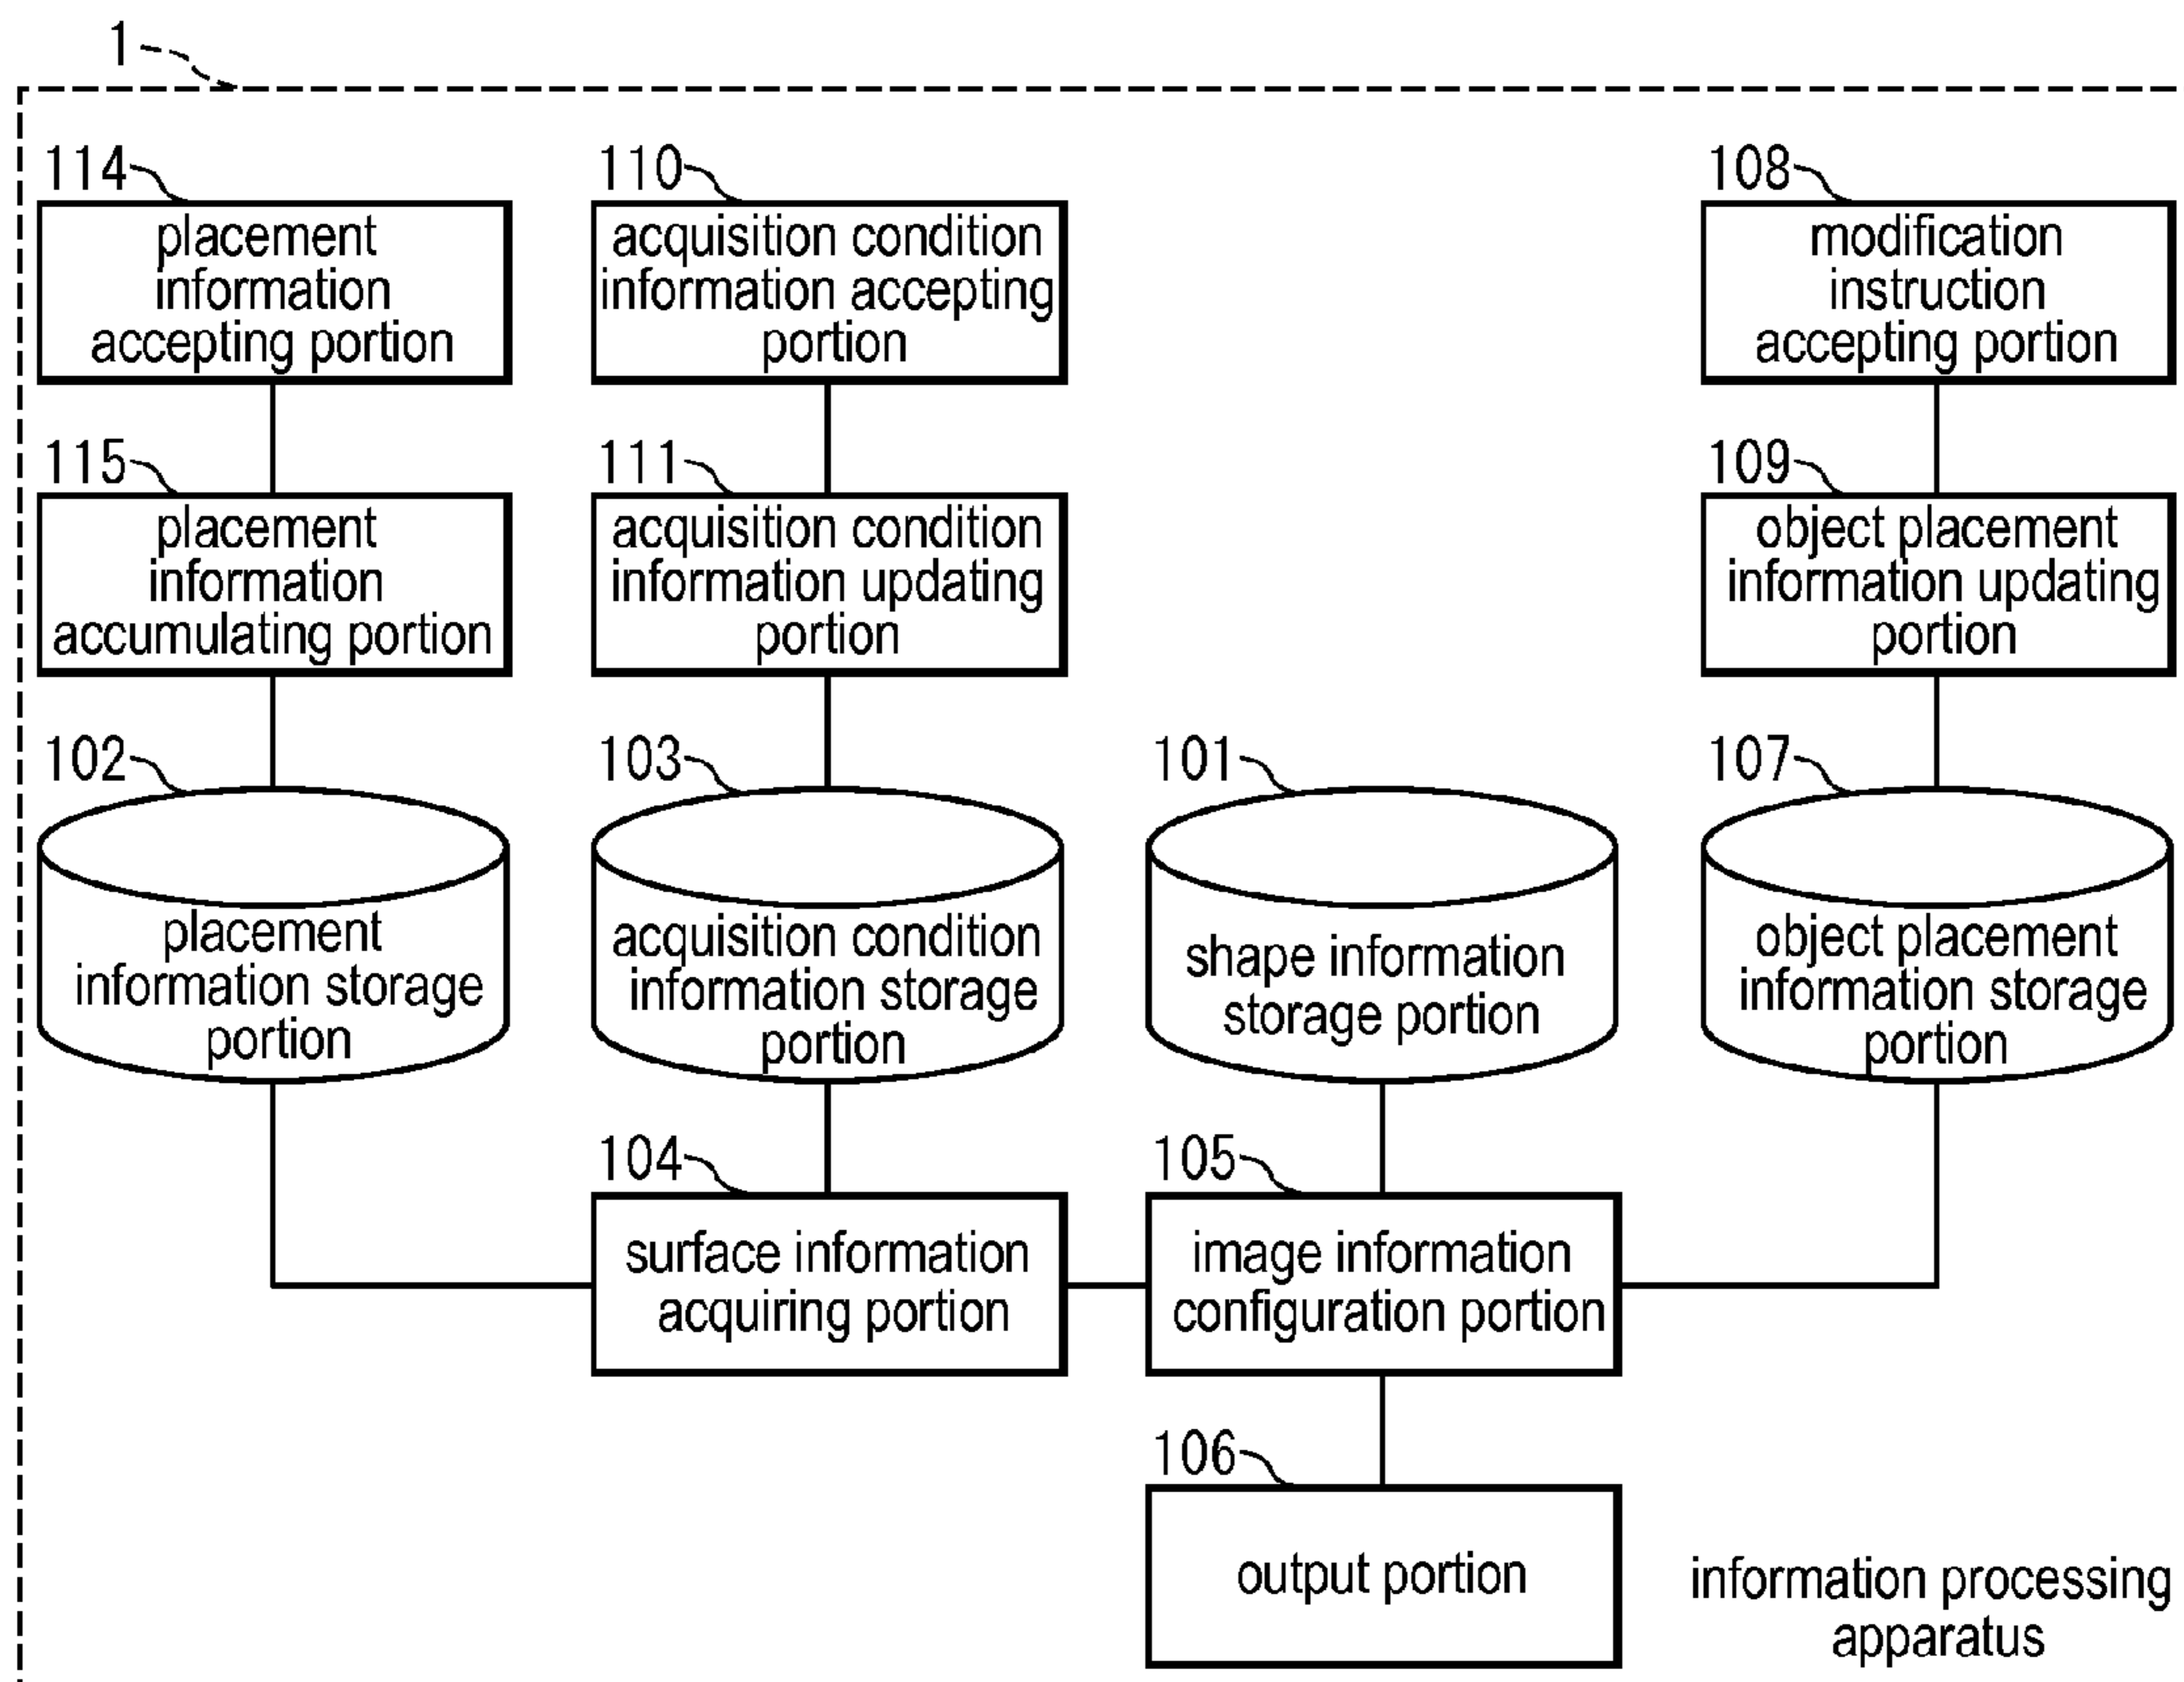 1
114
placement
information
accepting portion
110
acquisition condition
information accepting
portion
108
modification
instruction
accepting portion
115
placement
information
accumulating portion
111
acquisition condition
information updating
portion
109
object placement
information updating
portion
102
placement
information storage
portion
103
acquisition condition
information storage
portion
101
shape information
storage portion
107
object placement
information storage
portion
104
surface information
acquiring portion
105
image information
configuration portion
106
output portion
information processing
apparatus